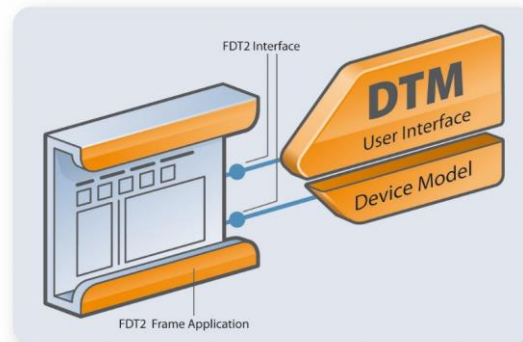 FDT2 Interface
DTM
User Interface
Device Model
FDT2 Frame Application